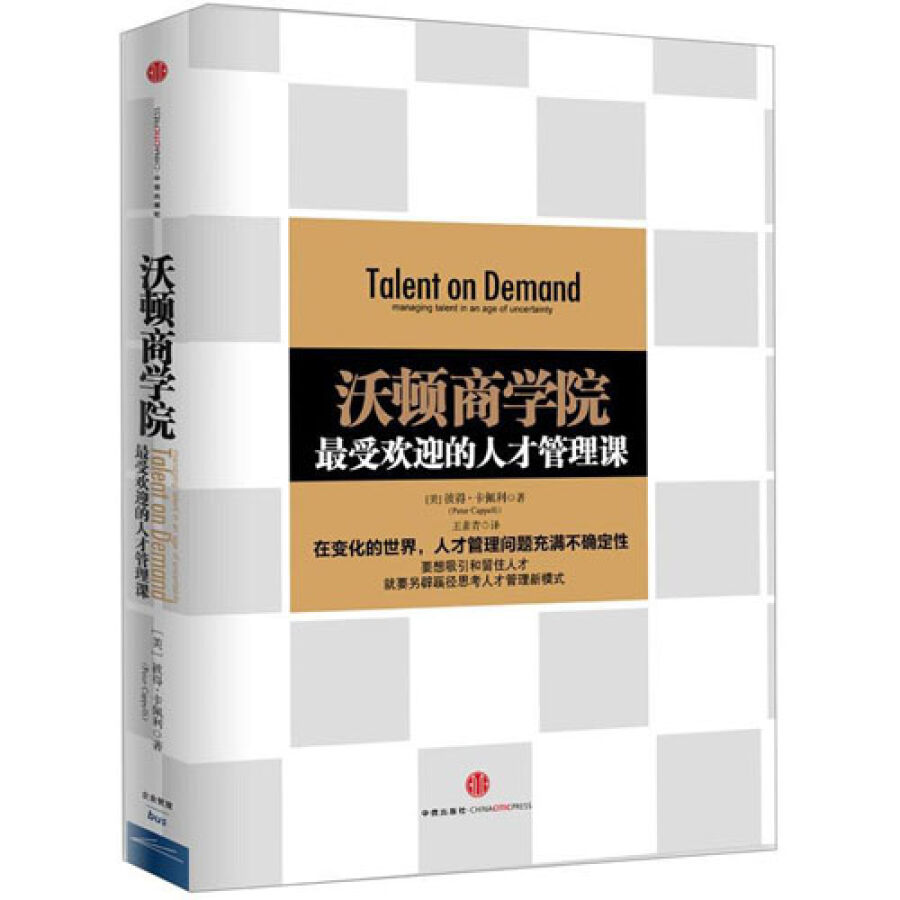 Talent on Demand
managing talent in an age of uncertainty
沃顿商学院
最受欢迎的人才管理课
[美] 彼得·卡佩利 著
(Peter Cappelli)
王素青 译
在变化的世界，人才管理问题充满不确定性
要想吸引和留住人才
就要另辟蹊径思考人才管理新模式
中信出版社·CHINACITICPRESS
沃顿商学院
最受欢迎的人才管理课
Talent on Demand
[美] 彼得·卡佩利 著
(Peter Cappelli)
bus